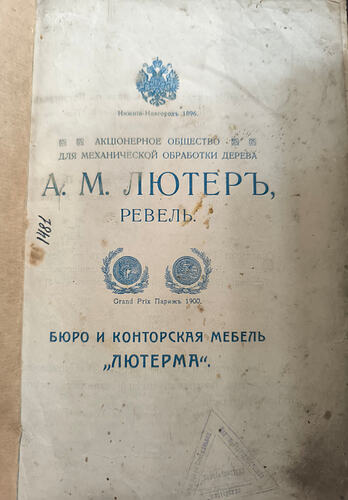 Нижній-Новгородъ 1896.
АКЦІОНЕРНОЕ ОБЩЕСТВО
ДЛЯ МЕХАНИЧЕСКОЙ ОБРАБОТКИ ДЕРЕВА
А. М. ЛЮТЕРЪ,
РЕВЕЛЬ.
1481
Grand Prix Парижъ 1900.
БЮРО И КОНТОРСКАЯ МЕБЕЛЬ
„ЛЮТЕРМА“.